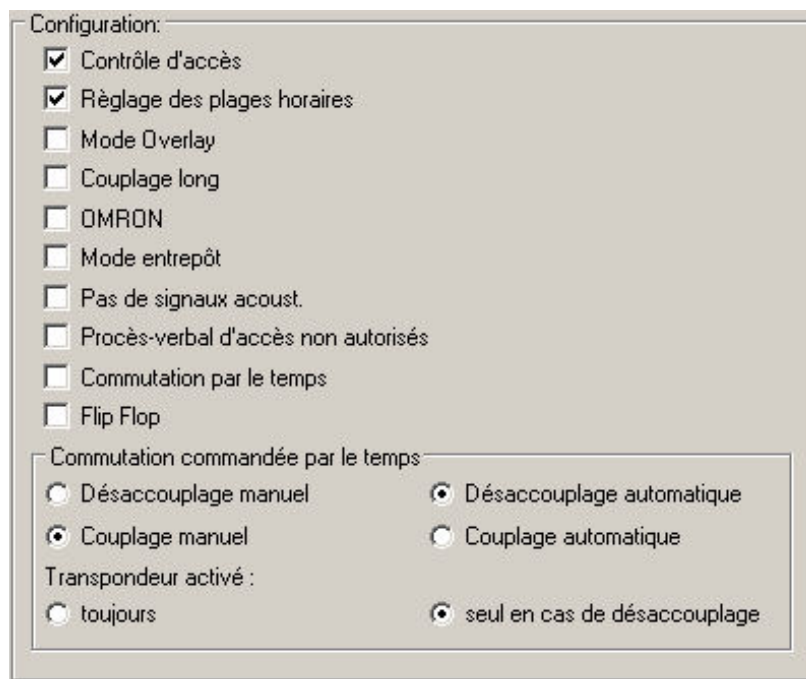 Configuration:
Contrôle d'accès
Règlage des plages horaires
Mode Overlay
Couplage long
OMRON
Mode entrepôt
Pas de signaux acoust.
Procès-verbal d'accès non autorisés
Commutation par le temps
Flip Flop
Commutation commandée par le temps
Désaccouplage manuel Désaccouplage automatique
Couplage manuel Couplage automatique
Transpondeur activé :
toujours seul en cas de désaccouplage